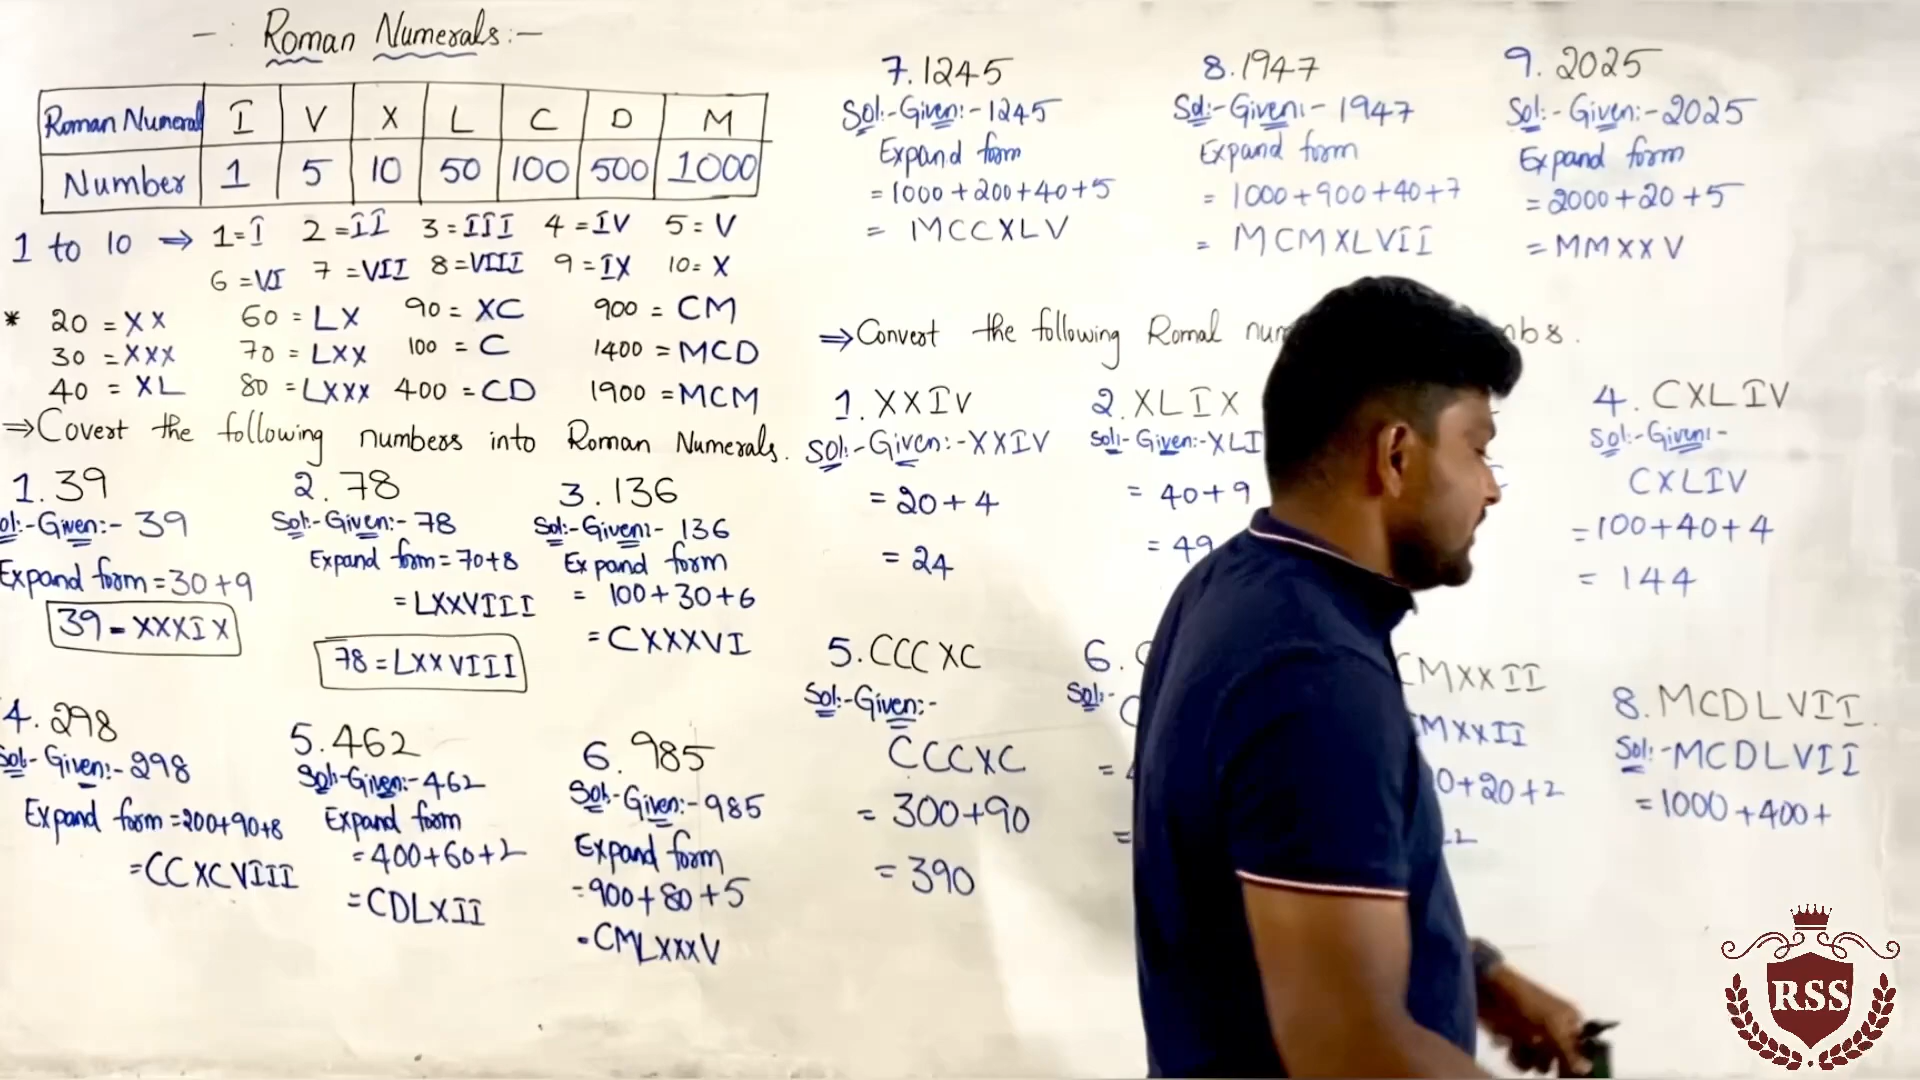 -: Roman Numerals:-
Roman Numeral I V X L C D M
Number 1 5 10 50 100 500 1000
1 to 10 ⇒ 1=I 2=II 3=III 4=IV 5=V
6=VI 7=VII 8=VIII 9=IX 10=X
* 20=XX 60=LX 90=XC 900=CM
30=XXX 70=LXX 100=C 1400=MCD
40=XL 80=LXXX 400=CD 1900=MCM
⇒Covert the following numbers into Roman Numerals.
1.39
Given:-39
Expand form=30+9
39-XXXIX
2.78
Sol:-Given:-78
Expand form=70+8
=LXXVIII
78=LXXVIII
3.136
Sol:-Given:-136
Expand form
= 100+30+6
=CXXXVI
4.298
Sol:-Given:-298
Expand form=200+90+8
=CCXCVIII
5.462
Sol:-Given:-462
Expand form
=400+60+2
=CDLXII
6.985
Sol:-Given:-985
Expand form
=900+80+5
-CMLXXXV
7.1245
Sol:-Given:-1245
Expand form
=1000+200+40+5
= MCCXLV
8.1947
Sol:-Given:-1947
Expand form
= 1000+900+40+7
= MCMXLVII
9.2025
Sol:-Given:-2025
Expand form
=2000+20+5
=MMXXV
⇒Convert the following Romal
1.XXIV
Sol:-Given:-XXIV
=20+4
=24
2.XLIX
Sol:-Given:-XLI
=40+9
=49
4.CXLIV
Sol:-Given:-
CXLIV
=100+40+4
=144
5.CCCXC
Sol:-Given:-
CCCXC
=300+90
=390
6.
Sol:-
MXXII
MXXII
0+20+2
8.MCDLVII.
Sol:-MCDLVII
=1000+400+
RSS